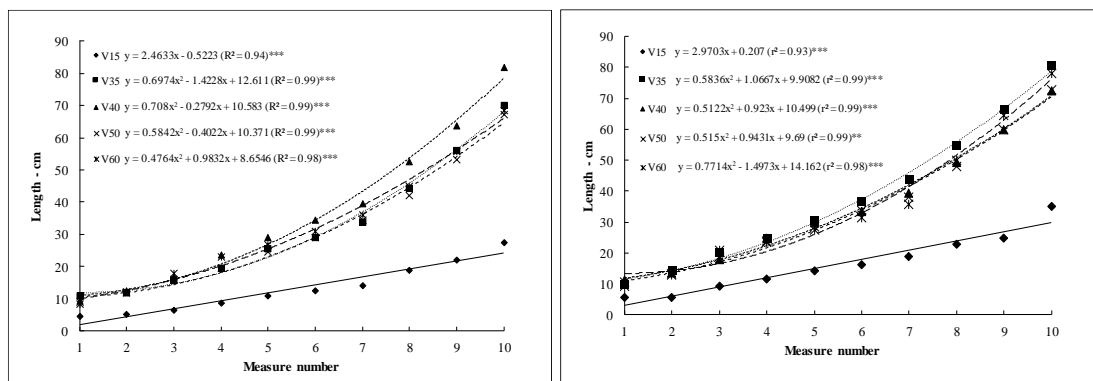 90
80
70
60
50
40
30
20
10
0
Length - cm
V15 y = 2.4633x - 0.5223 (R² = 0.94)***
V35 y = 0.6974x² - 1.4228x + 12.611 (R² = 0.99)***
V40 y = 0.708x² - 0.2792x + 10.583 (R² = 0.99)***
V50 y = 0.5842x² - 0.4022x + 10.371 (R² = 0.99)***
V60 y = 0.4764x² + 0.9832x + 8.6546 (R² = 0.98)***
1 2 3 4 5 6 7 8 9 10
Measure number
90
80
70
60
50
40
30
20
10
0
Length - cm
V15 y = 2.9703x + 0.207 (r² = 0.93)***
V35 y = 0.5836x² + 1.0667x + 9.9082 (r² = 0.99)***
V40 y = 0.5122x² + 0.923x + 10.499 (r² = 0.99)***
V50 y = 0.515x² + 0.9431x + 9.69 (r² = 0.99)**
V60 y = 0.7714x² - 1.4973x + 14.162 (r² = 0.98)***
1 2 3 4 5 6 7 8 9 10
Measure number